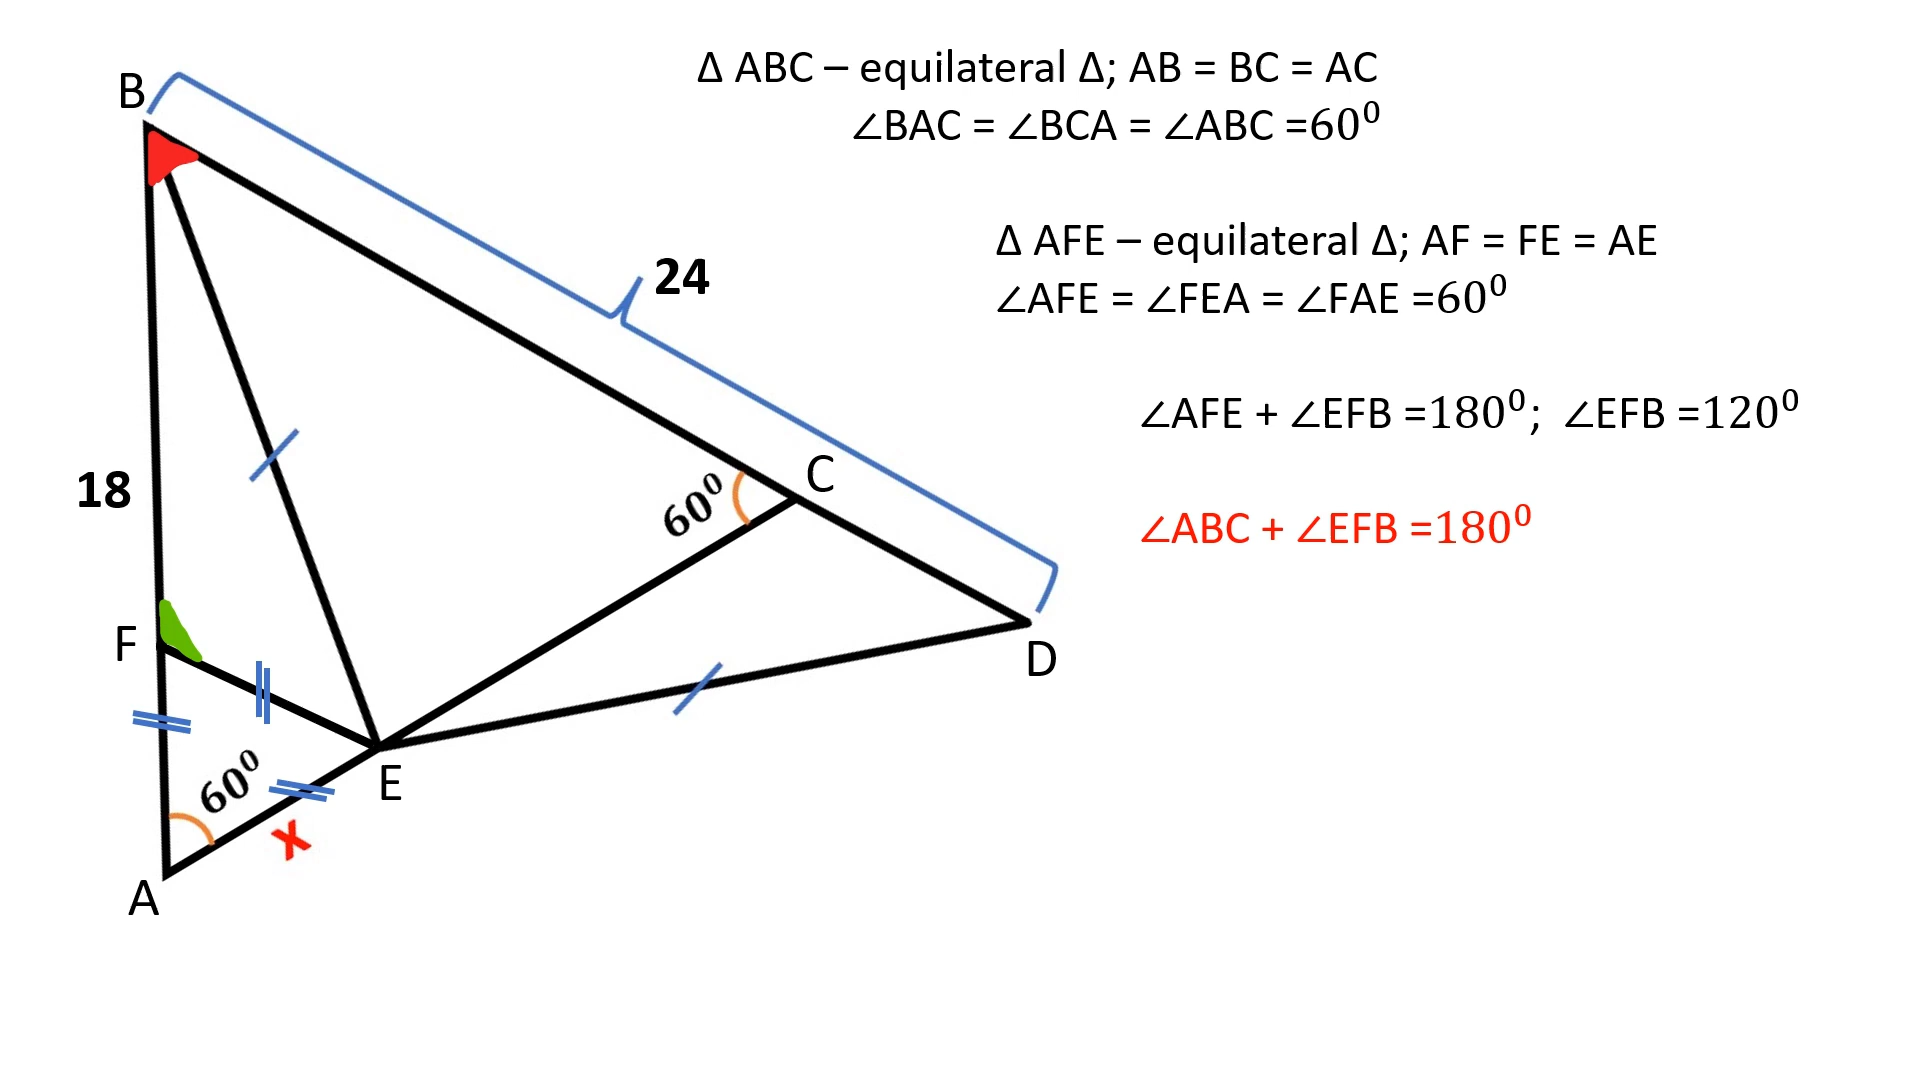 Δ ABC – equilateral Δ; AB = BC = AC
∠BAC = ∠BCA = ∠ABC =60⁰
Δ AFE – equilateral Δ; AF = FE = AE
∠AFE = ∠FEA = ∠FAE =60⁰
∠AFE + ∠EFB =180⁰; ∠EFB =120⁰
∠ABC + ∠EFB =180⁰
B
24
18
C
60⁰
F
D
60⁰
E
x
A